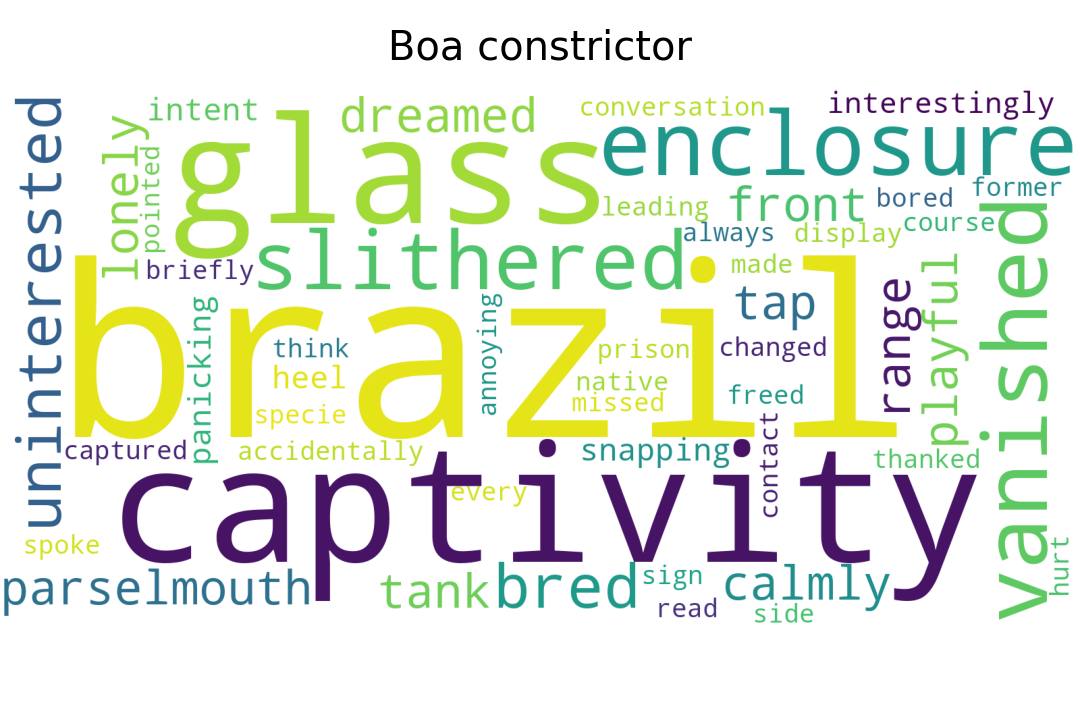 Boa constrictor
intent
dreamed
conversation
interestingly
uninterested
lonely
pointed
glass
enclosure
leading
front
bored
former
always
display
course
briefly
slithered
made
vanished
brazil
panicking
annoying
tap
range
playful
think
prison
changed
heel
native
missed
freed
specie
captured
accidentally
snapping
contact
thanked
captivity
every
spoke
parselmouth
tank
bred
sign
calmly
read
side
hurt